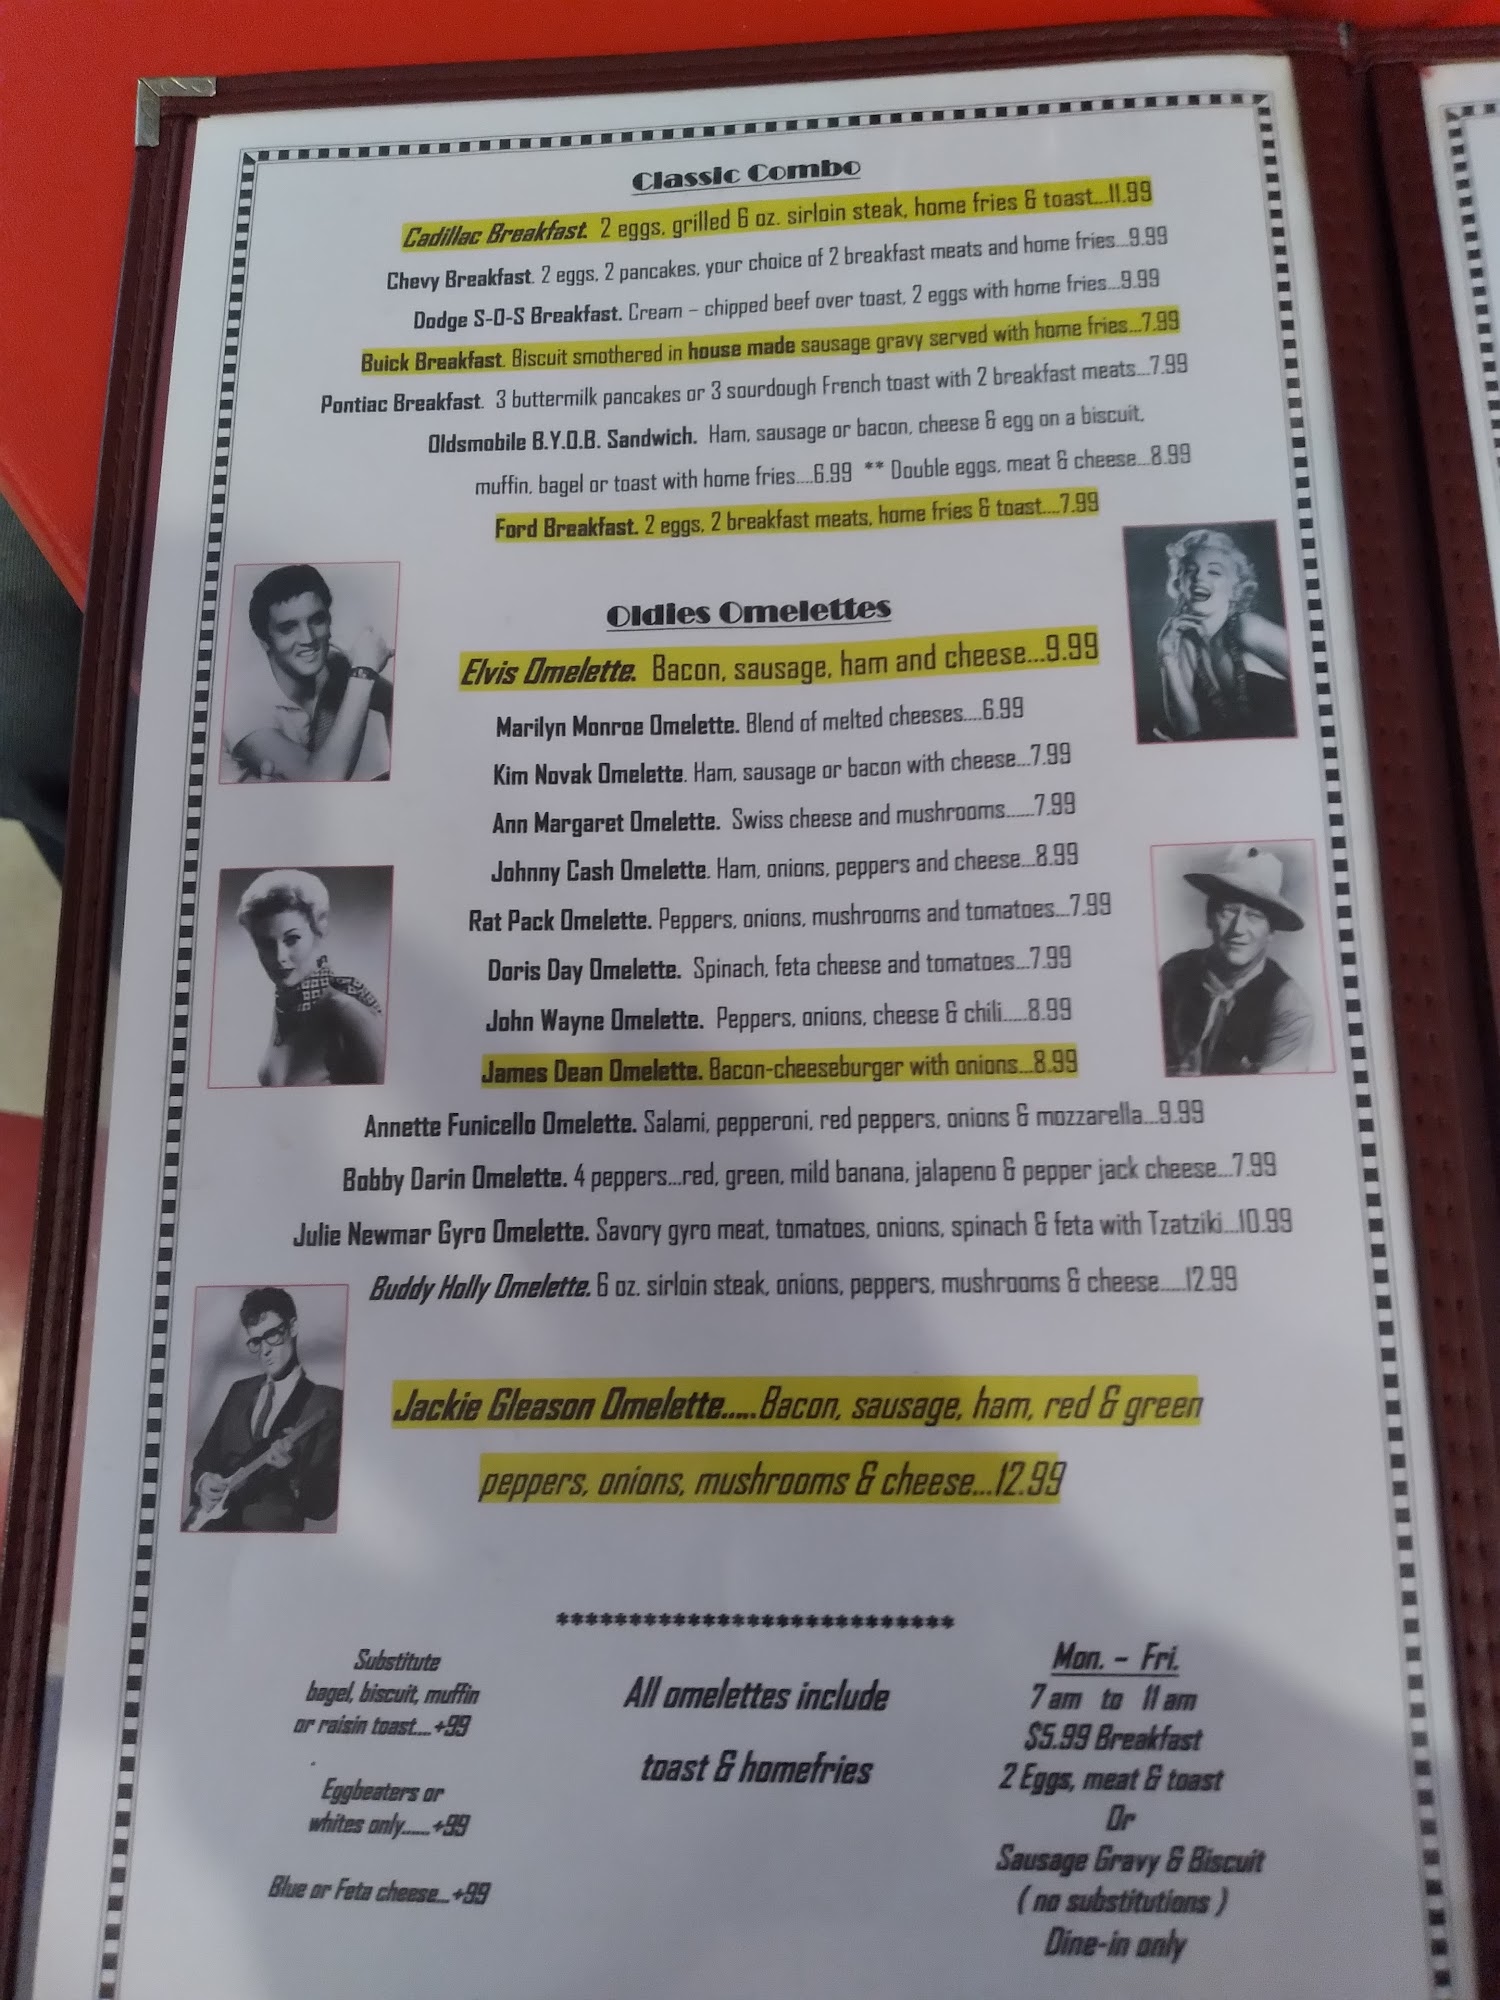 Classic Combo
Cadillac Breakfast. 2 eggs, grilled 6 oz. sirloin steak, home fries & toast...11.99
Chevy Breakfast. 2 eggs, 2 pancakes, your choice of 2 breakfast meats and home fries...9.99
Dodge S-O-S Breakfast. Cream – chipped beef over toast, 2 eggs with home fries...9.99
Buick Breakfast. Biscuit smothered in house made sausage gravy served with home fries...7.99
Pontiac Breakfast. 3 buttermilk pancakes or 3 sourdough French toast with 2 breakfast meats...7.99
Oldsmobile B.Y.O.B. Sandwich. Ham, sausage or bacon, cheese & egg on a biscuit,
muffin, bagel or toast with home fries....6.99 ** Double eggs, meat & cheese...8.99
Ford Breakfast. 2 eggs, 2 breakfast meats, home fries & toast....7.99
Oldies Omelettes
Elvis Omelette. Bacon, sausage, ham and cheese...9.99
Marilyn Monroe Omelette. Blend of melted cheeses....6.99
Kim Novak Omelette. Ham, sausage or bacon with cheese...7.99
Ann Margaret Omelette. Swiss cheese and mushrooms......7.99
Johnny Cash Omelette. Ham, onions, peppers and cheese...8.99
Rat Pack Omelette. Peppers, onions, mushrooms and tomatoes...7.99
Doris Day Omelette. Spinach, feta cheese and tomatoes...7.99
John Wayne Omelette. Peppers, onions, cheese & chili.....8.99
James Dean Omelette. Bacon-cheeseburger with onions...8.99
Annette Funicello Omelette. Salami, pepperoni, red peppers, onions & mozzarella...9.99
Bobby Darin Omelette. 4 peppers...red, green, mild banana, jalapeno & pepper jack cheese...7.99
Julie Newmar Gyro Omelette. Savory gyro meat, tomatoes, onions, spinach & feta with Tzatziki...10.99
Buddy Holly Omelette. 6 oz. sirloin steak, onions, peppers, mushrooms & cheese.....12.99
Jackie Gleason Omelette.....Bacon, sausage, ham, red & green
peppers, onions, mushrooms & cheese...12.99
***************************
Substitute
bagel, biscuit, muffin
or raisin toast....+99
.
Eggbeaters or
whites only......+99
Blue or Feta cheese...+99
All omelettes include
toast & homefries
Mon. – Fri.
7 am to 11 am
$5.99 Breakfast
2 Eggs, meat & toast
Or
Sausage Gravy & Biscuit
( no substitutions )
Dine-in only